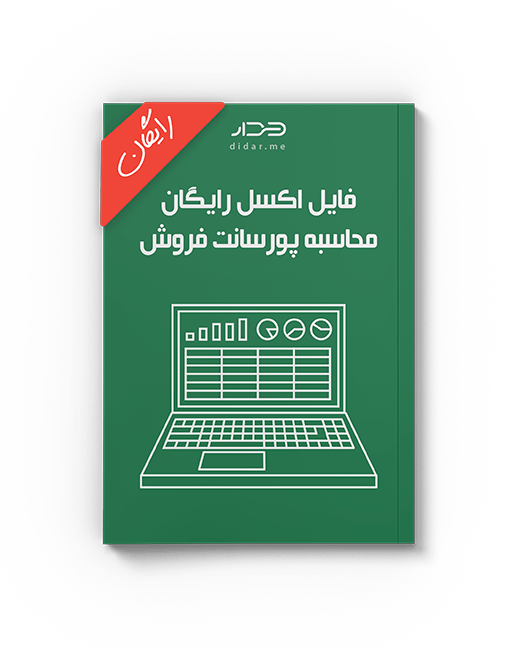 رایگان
دیدار
didar.me
فایل اکسل رایگان
محاسبه پورسانت فروش